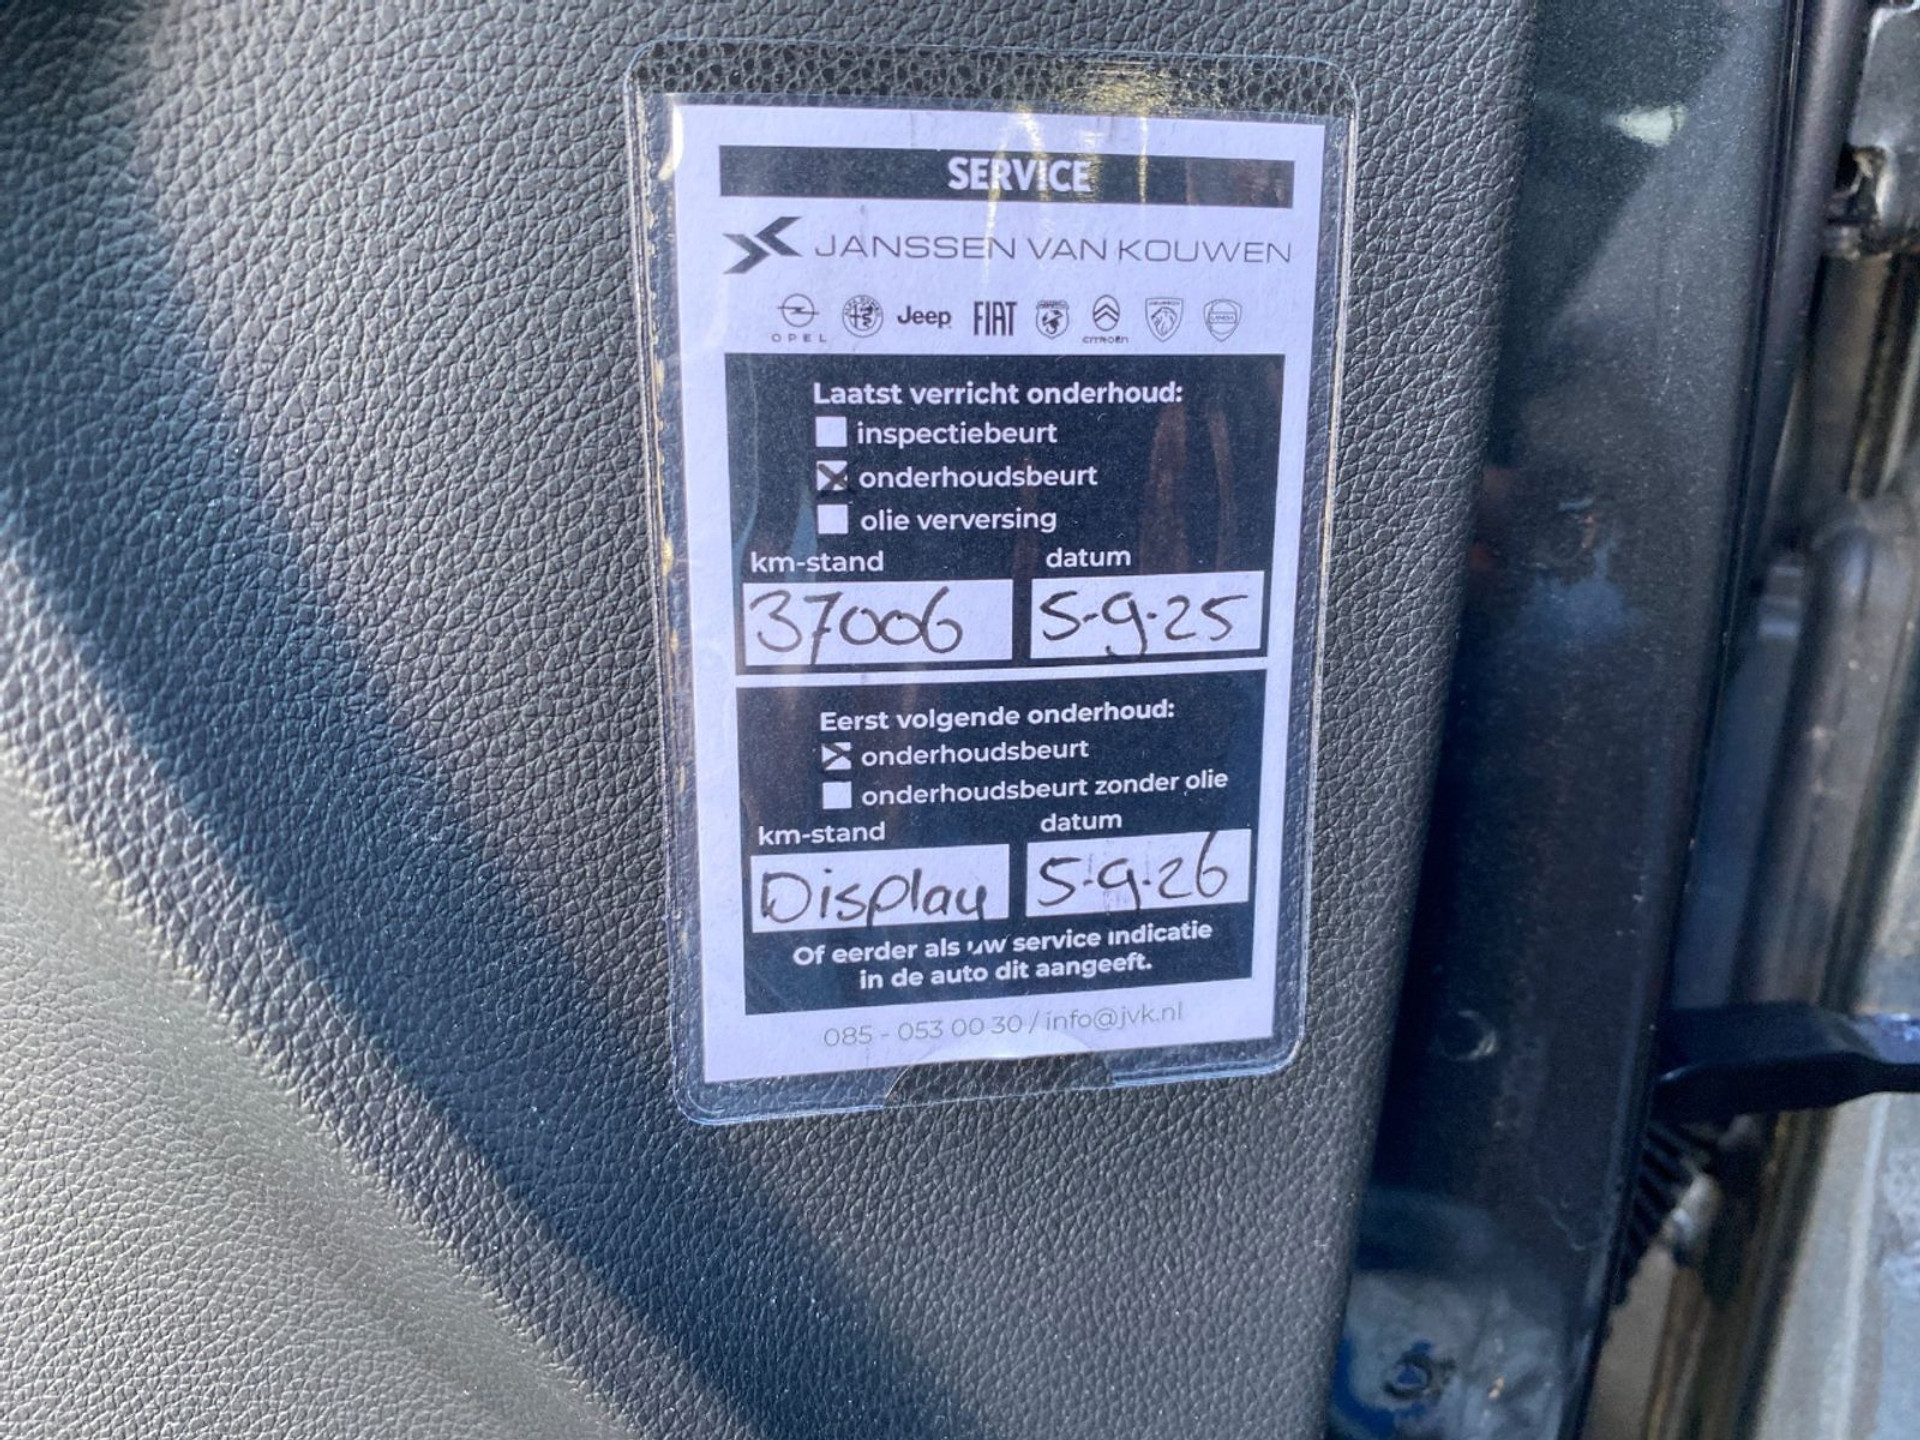 SERVICE
JANSSEN VAN KOUWEN
OPEL Jeep FIAT CITROËN LANCIA
Laatst verricht onderhoud:
inspectiebeurt
onderhoudsbeurt
olie verversing
km-stand datum
37006 5-9-25
Eerst volgende onderhoud:
onderhoudsbeurt
onderhoudsbeurt zonder olie
km-stand datum
Display 5-9-26
Of eerder als uw service indicatie
in de auto dit aangeeft.
085 - 053 00 30 / info@jvk.nl